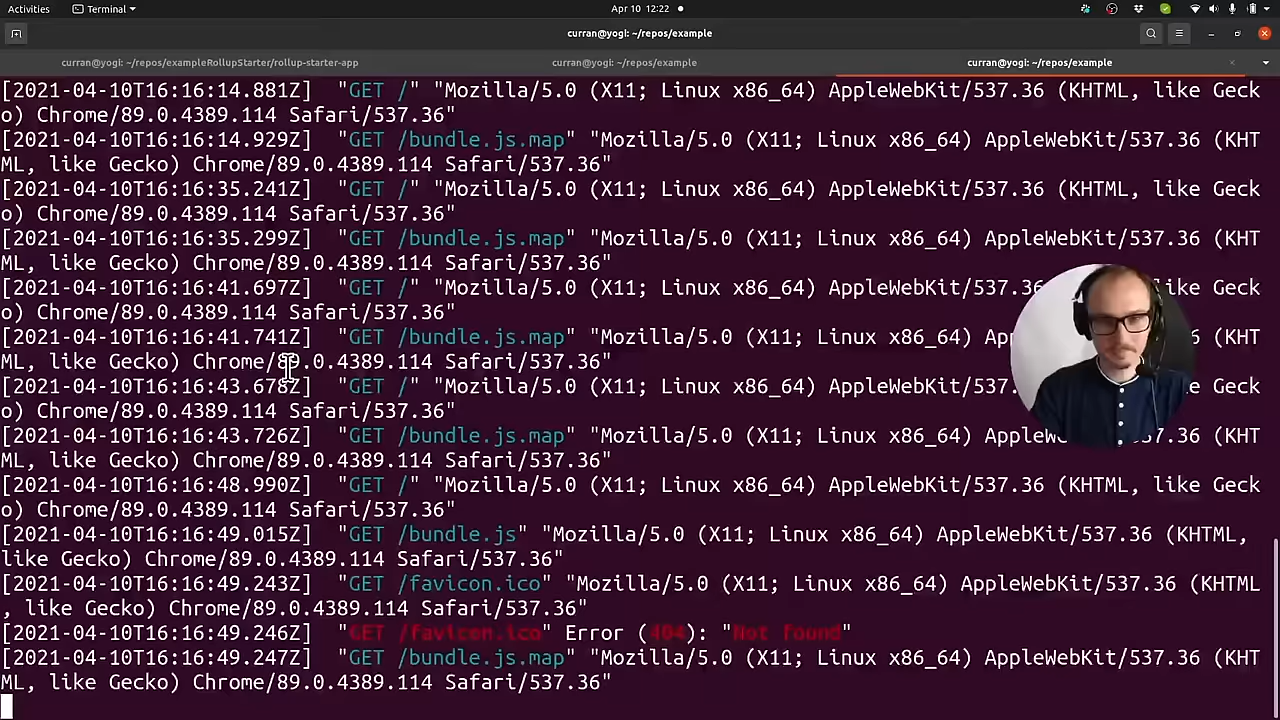 Activities Terminal Apr 10 12:22
curran@yogi: ~/repos/example
curran@yogi: ~/repos/exampleRollupStarter/rollup-starter-app curran@yogi: ~/repos/example curran@yogi: ~/repos/example
[2021-04-10T16:16:14.881Z]  "GET /" "Mozilla/5.0 (X11; Linux x86_64) AppleWebKit/537.36 (KHTML, like Geck
o) Chrome/89.0.4389.114 Safari/537.36"
[2021-04-10T16:16:14.929Z]  "GET /bundle.js.map" "Mozilla/5.0 (X11; Linux x86_64) AppleWebKit/537.36 (KHT
ML, like Gecko) Chrome/89.0.4389.114 Safari/537.36"
[2021-04-10T16:16:35.241Z]  "GET /" "Mozilla/5.0 (X11; Linux x86_64) AppleWebKit/537.36 (KHTML, like Geck
o) Chrome/89.0.4389.114 Safari/537.36"
[2021-04-10T16:16:35.299Z]  "GET /bundle.js.map" "Mozilla/5.0 (X11; Linux x86_64) AppleWebKit/537.36 (KHT
ML, like Gecko) Chrome/89.0.4389.114 Safari/537.36"
[2021-04-10T16:16:41.697Z]  "GET /" "Mozilla/5.0 (X11; Linux x86_64) AppleWebKit/537.3 ML, like Geck
o) Chrome/89.0.4389.114 Safari/537.36"
[2021-04-10T16:16:41.741Z]  "GET /bundle.js.map" "Mozilla/5.0 (X11; Linux x86_64) App 7.36 (KHT
ML, like Gecko) Chrome/89.0.4389.114 Safari/537.36"
[2021-04-10T16:16:43.678Z]  "GET /" "Mozilla/5.0 (X11; Linux x86_64) AppleWebKit/537. , like Geck
o) Chrome/89.0.4389.114 Safari/537.36"
[2021-04-10T16:16:43.726Z]  "GET /bundle.js.map" "Mozilla/5.0 (X11; Linux x86_64) AppleW 37.36 (KHT
ML, like Gecko) Chrome/89.0.4389.114 Safari/537.36"
[2021-04-10T16:16:48.990Z]  "GET /" "Mozilla/5.0 (X11; Linux x86_64) AppleWebKit/537.36 (KHTML, like Geck
o) Chrome/89.0.4389.114 Safari/537.36"
[2021-04-10T16:16:49.015Z]  "GET /bundle.js" "Mozilla/5.0 (X11; Linux x86_64) AppleWebKit/537.36 (KHTML,
like Gecko) Chrome/89.0.4389.114 Safari/537.36"
[2021-04-10T16:16:49.243Z]  "GET /favicon.ico" "Mozilla/5.0 (X11; Linux x86_64) AppleWebKit/537.36 (KHTML
, like Gecko) Chrome/89.0.4389.114 Safari/537.36"
[2021-04-10T16:16:49.246Z]  "GET /favicon.ico" Error (404): "Not found"
[2021-04-10T16:16:49.247Z]  "GET /bundle.js.map" "Mozilla/5.0 (X11; Linux x86_64) AppleWebKit/537.36 (KHT
ML, like Gecko) Chrome/89.0.4389.114 Safari/537.36"